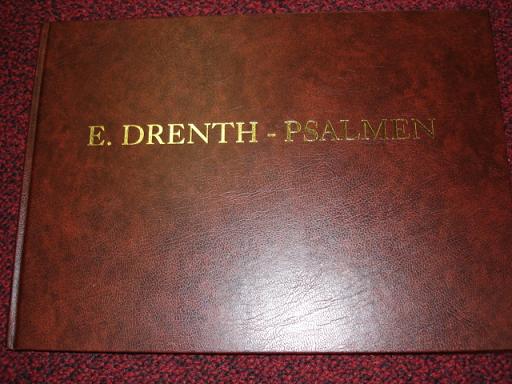 E. DRENTH - PSALMEN